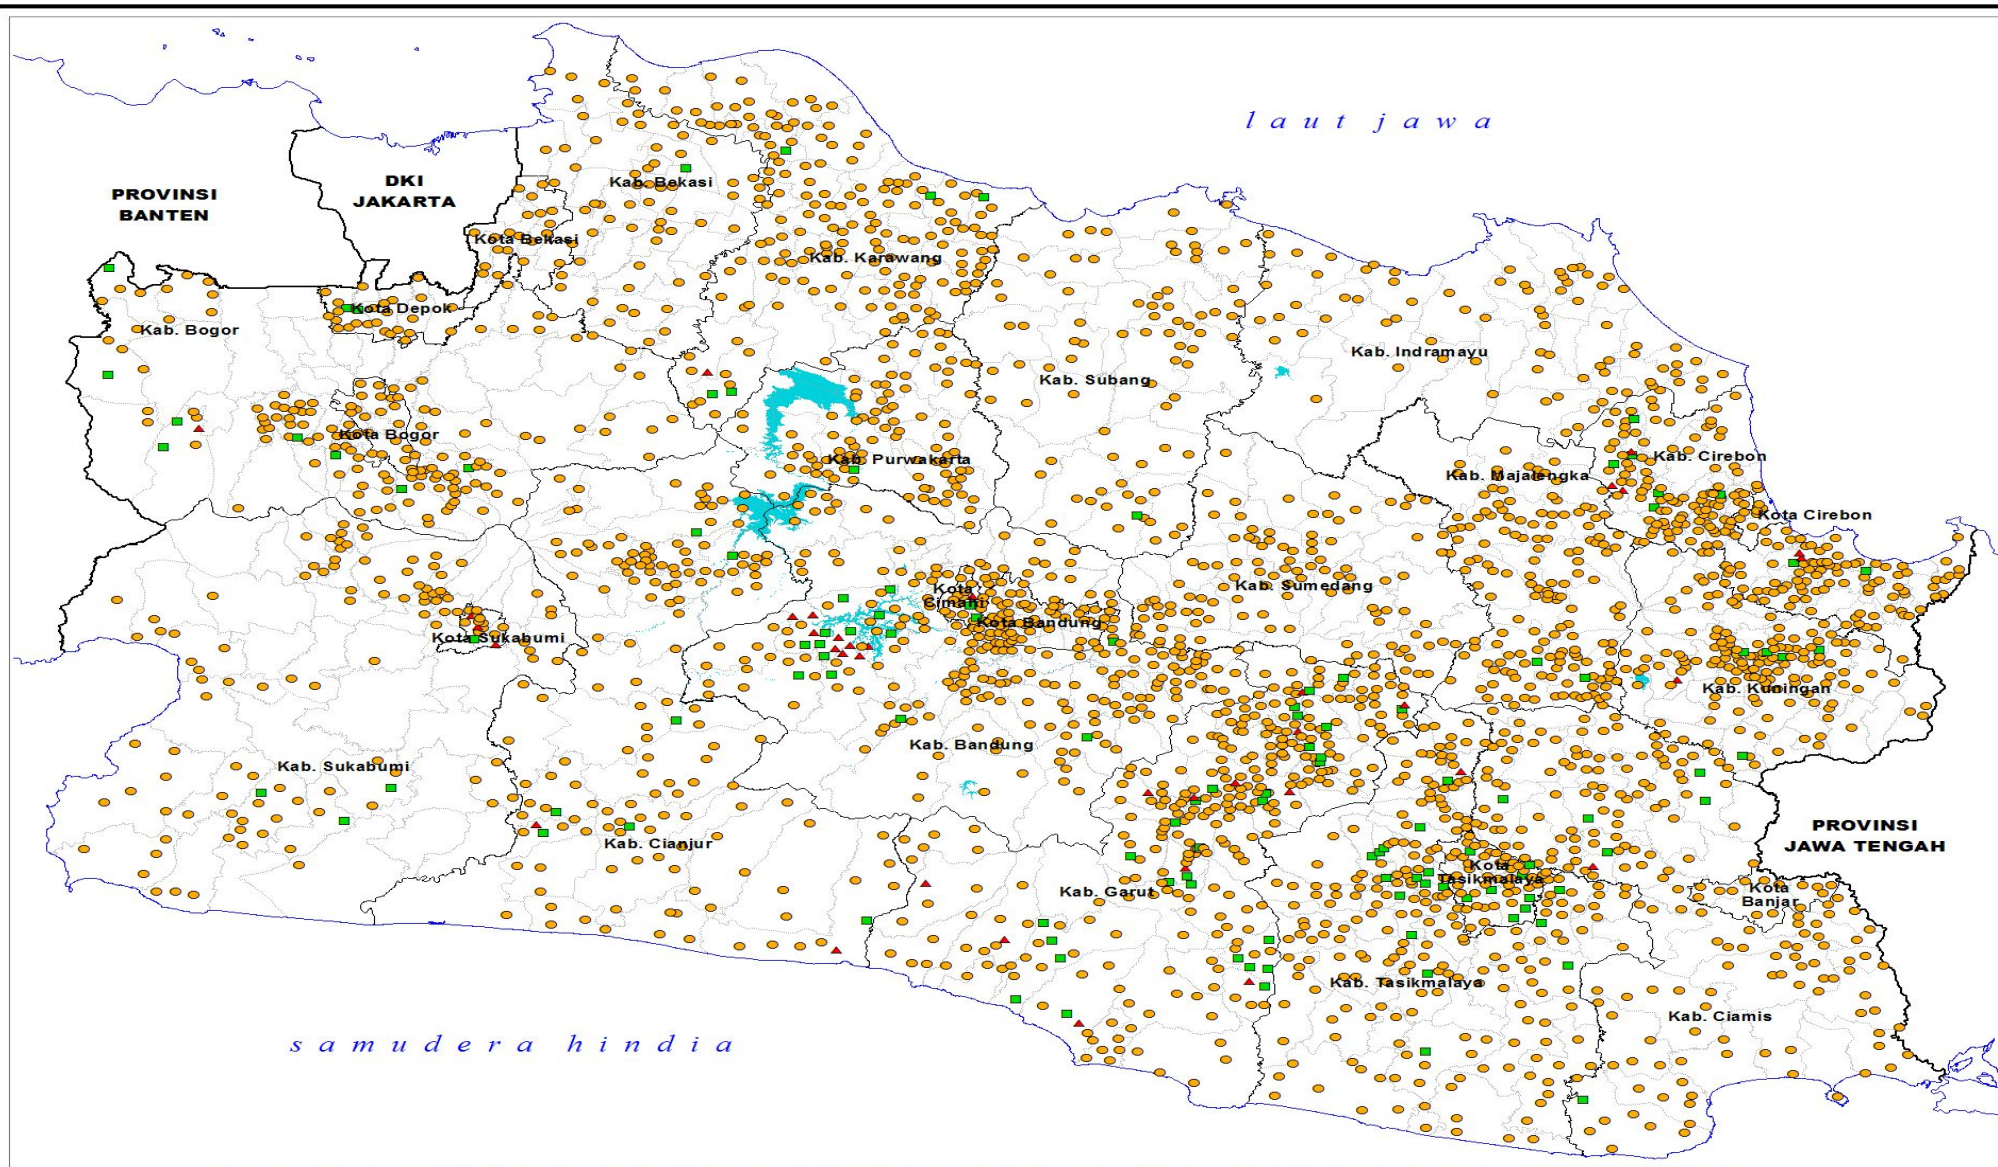 laut jawa
PROVINSI
BANTEN
DKI
JAKARTA
Kab. Bekasi
Kota Bekasi
Kab. Karawang
Kota Depok
Kab. Bogor
Kab. Indramayu
Kab. Subang
Kota Bogor
Kab. Purwakarta
Kab. Cirebon
Kab. Majalengka
Kota Cirebon
Kab. Sumedang
Kota
Cimahi
Kota Bandung
Kota Sukabumi
Kab. Kuningan
Kab. Bandung
Kab. Sukabumi
PROVINSI
JAWA TENGAH
Kab. Cianjur
Kota
Tasikmalaya
Kab. Garut
Kota
Banjar
Kab. Tasikmalaya
Kab. Ciamis
samudera hindia